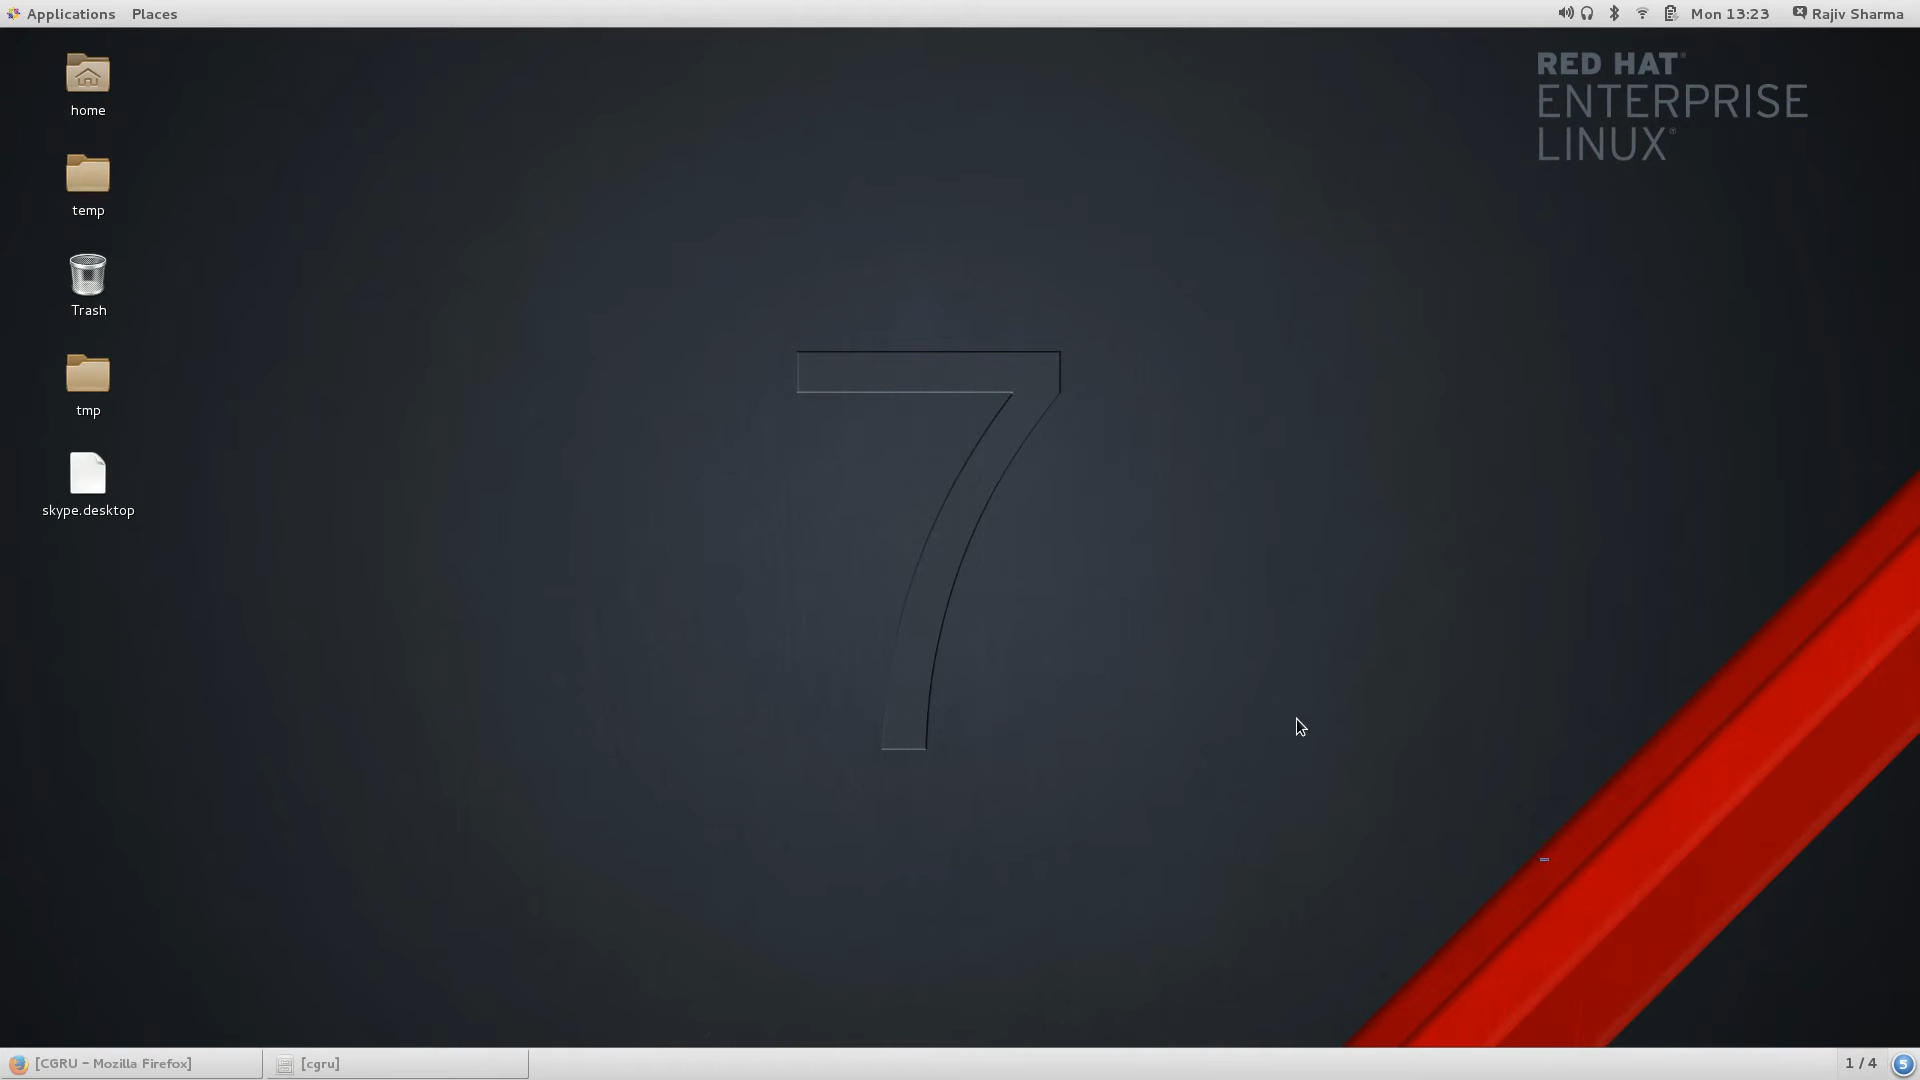 Applications Places
Mon 13:23 Rajiv Sharma
RED HAT®
ENTERPRISE
LINUX®
home
temp
Trash
tmp
skype.desktop
7
[CGRU - Mozilla Firefox] [cgru]
1 / 4 5